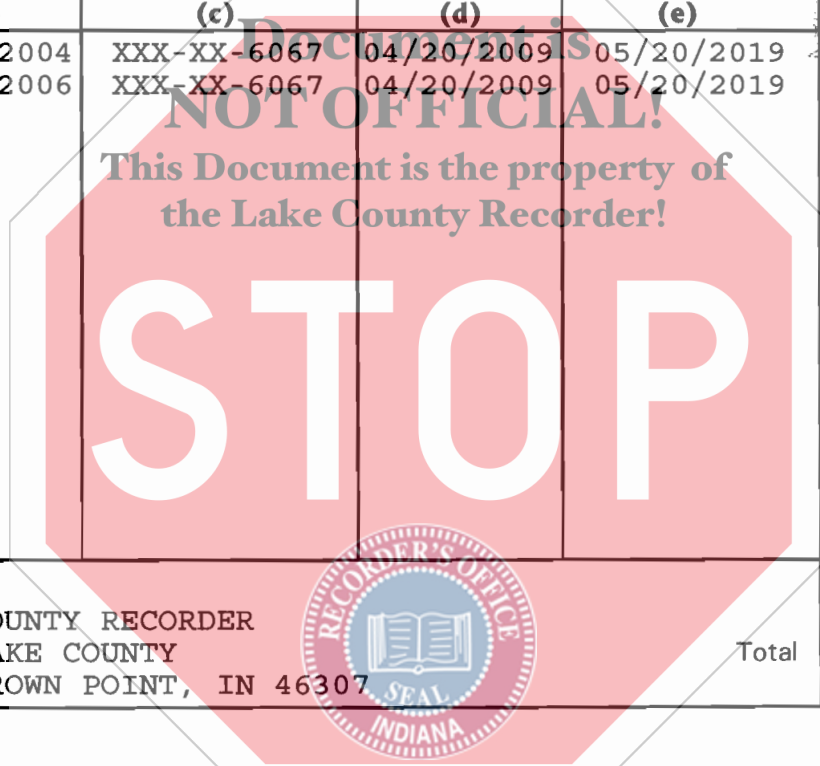 (c) (d) (e)
2004 XXX-XX-6067 04/20/2009 05/20/2019
2006 XXX-XX-6067 04/20/2009 05/20/2019
Document is
NOT OFFICIAL!
This Document is the property of
the Lake County Recorder!
STOP
RECORDER'S OFFICE
SEAL
INDIANA
OUNTY RECORDER
AKE COUNTY
ROWN POINT, IN 46307
Total